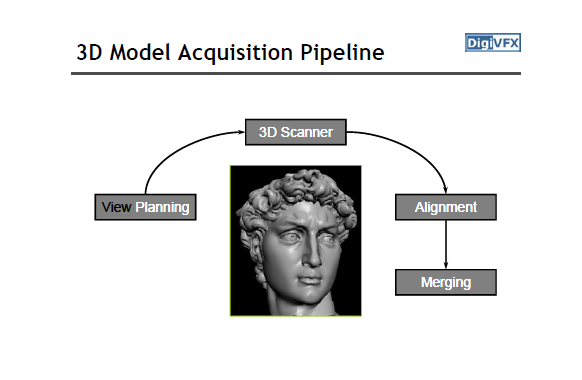 3D Model Acquisition Pipeline
DigiVFX
3D Scanner
View Planning
Alignment
Merging